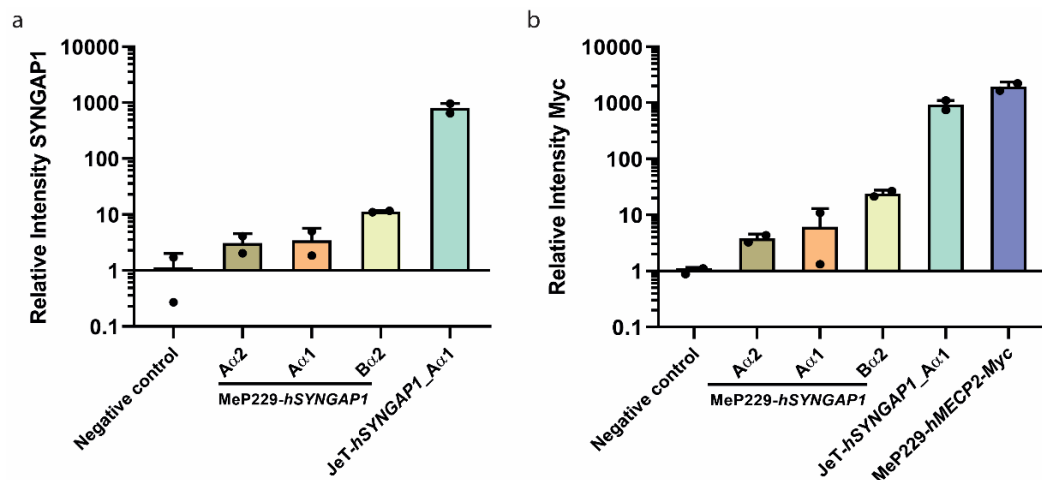 a
Relative Intensity SYNGAP1
10000
1000
100
10
1
0.1
Negative control
Aα2
Aα1
Bα2
MeP229-hSYNGAP1
JeT-hSYNGAP1_Aα1
b
Relative Intensity Myc
10000
1000
100
10
1
0.1
Negative control
Aα2
Aα1
Bα2
MeP229-hSYNGAP1
JeT-hSYNGAP1_Aα1
MeP229-hMECP2-Myc